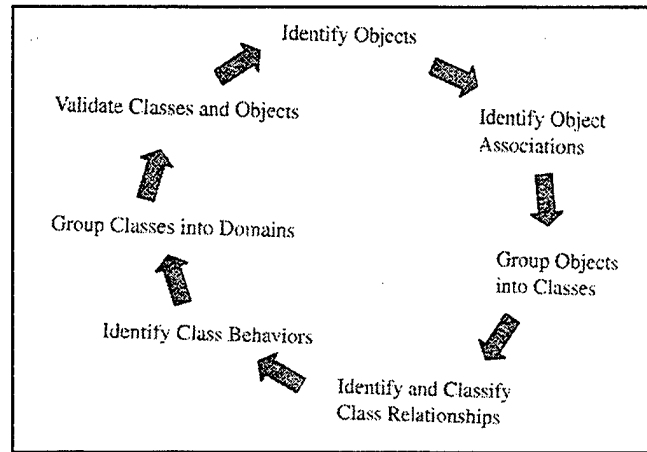 Identify Objects
Identify Object
Associations
Group Objects
into Classes
Identify and Classify
Class Relationships
Identify Class Behaviors
Group Classes into Domains
Validate Classes and Objects